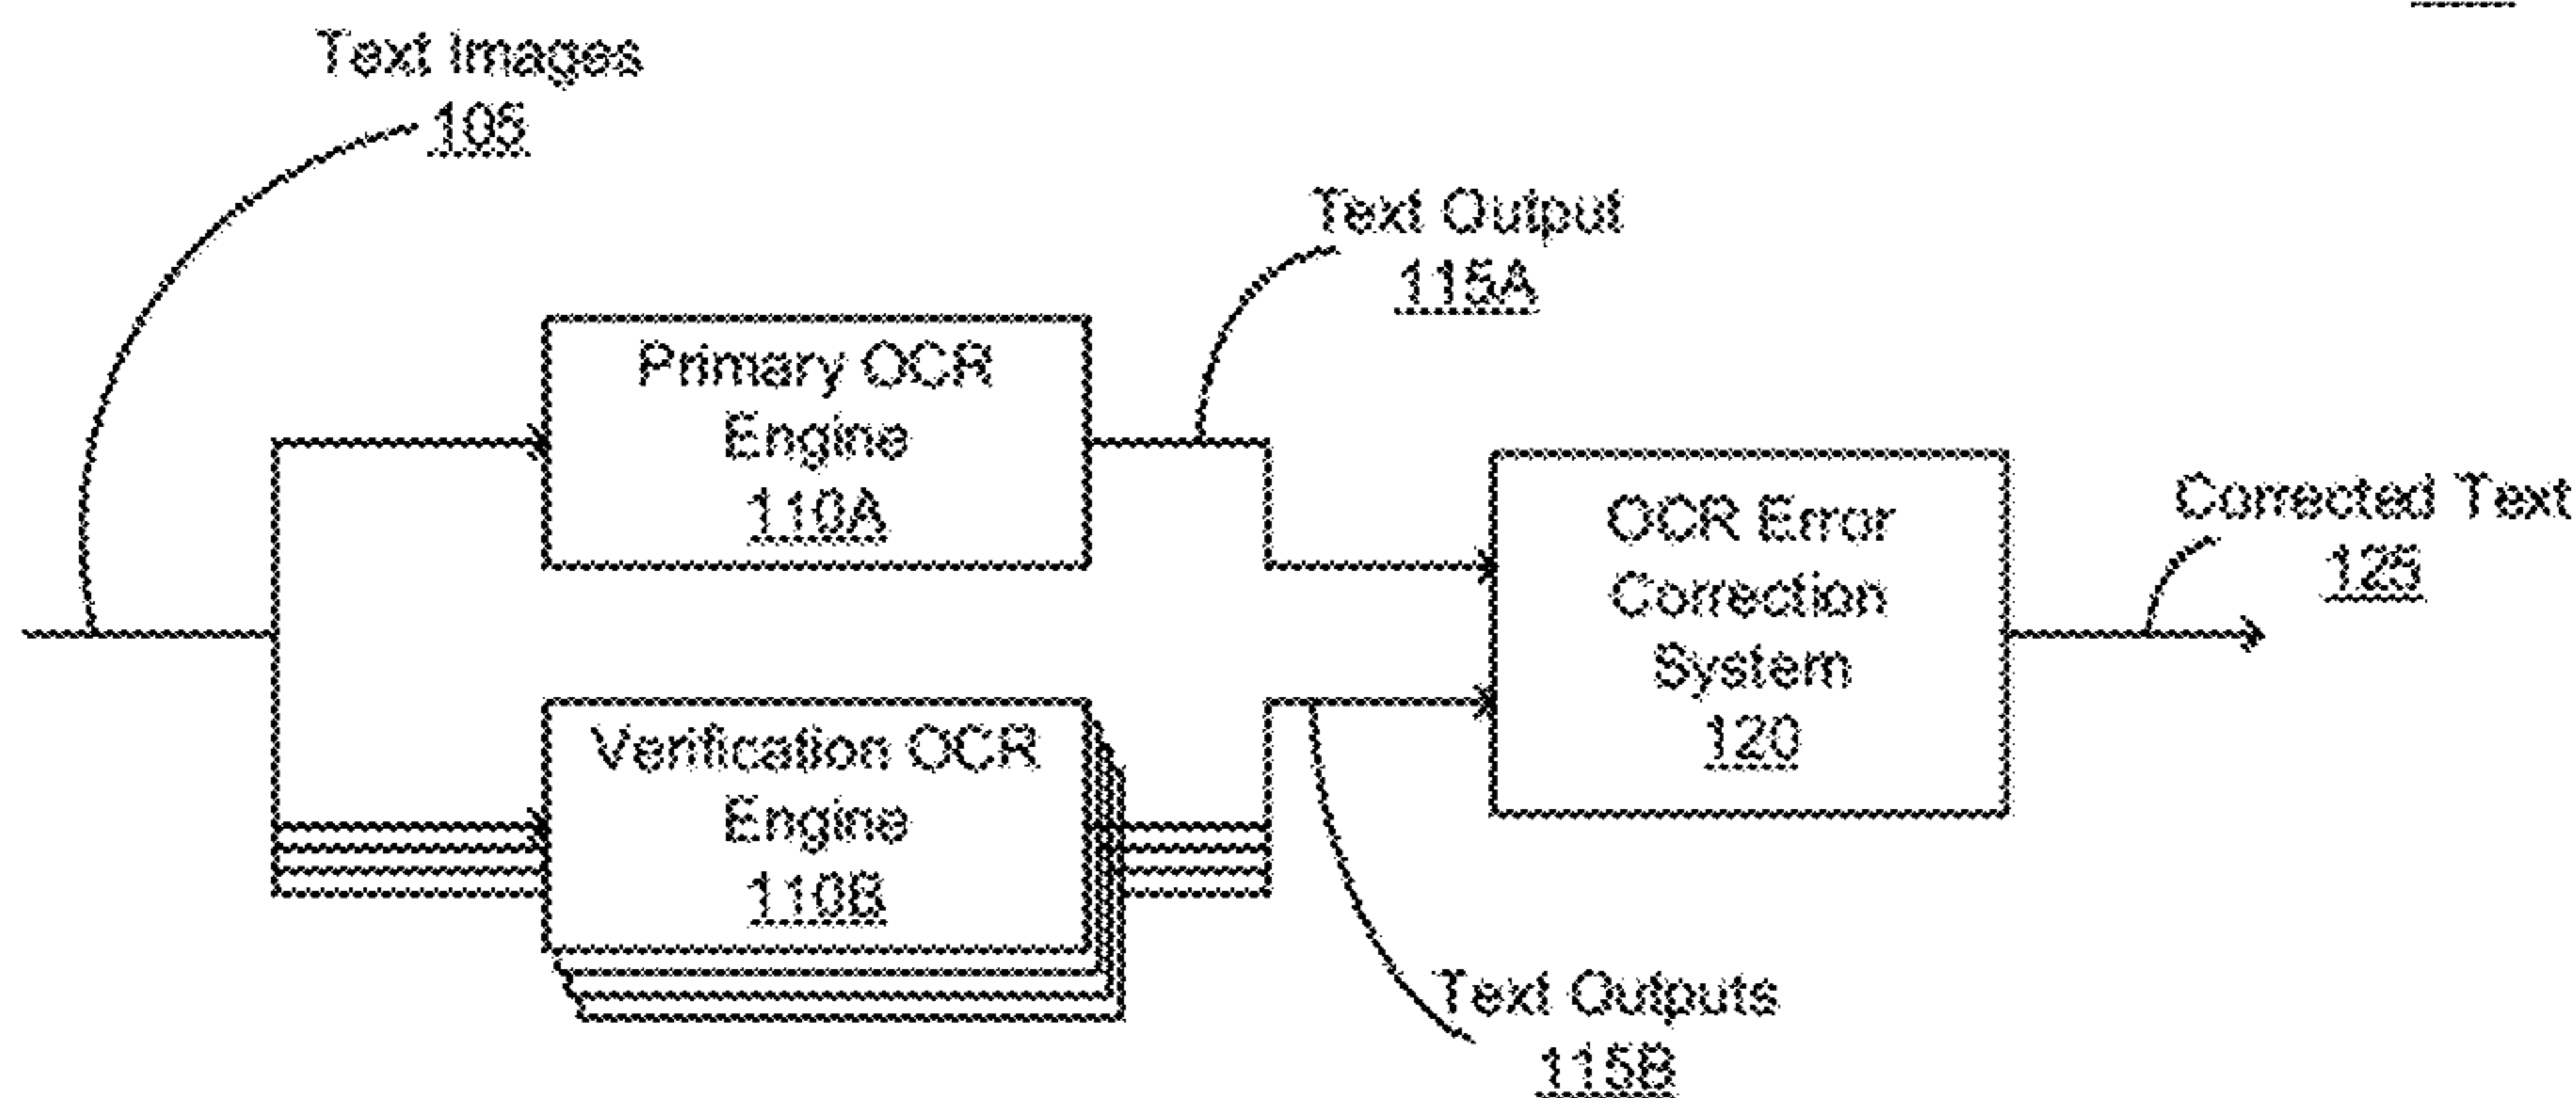 Text Images
105
Text Output
115A
Primary OCR
Engine
110A
OCR Error
Correction
System
120
Corrected Text
125
Verification OCR
Engine
110B
Text Outputs
115B